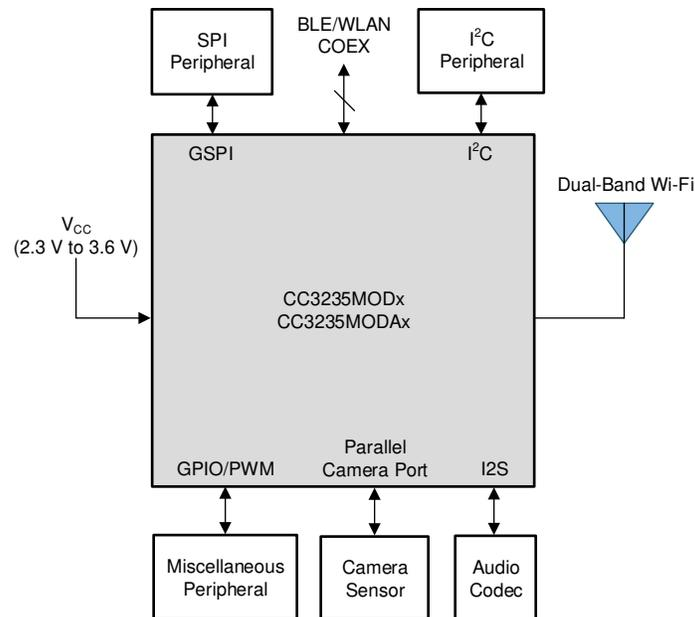 SPI
Peripheral
BLE/WLAN
COEX
I²C
Peripheral
GSPI
I²C
Dual-Band Wi-Fi
V_CC
(2.3 V to 3.6 V)
CC3235MODx
CC3235MODAx
GPIO/PWM
Parallel
Camera Port
I2S
Miscellaneous
Peripheral
Camera
Sensor
Audio
Codec